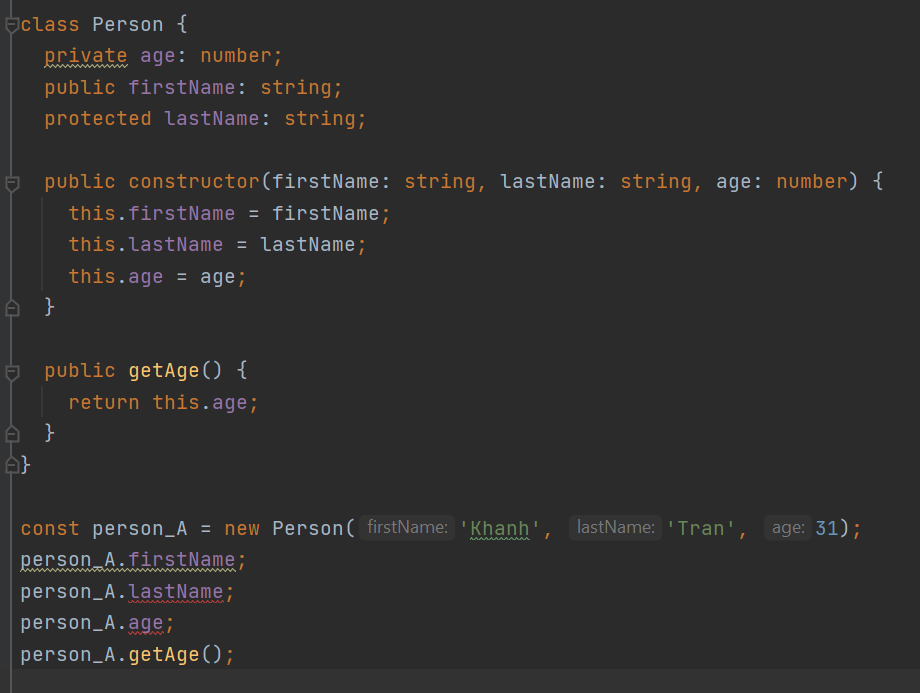 class Person {
  private age: number;
  public firstName: string;
  protected lastName: string;

  public constructor(firstName: string, lastName: string, age: number) {
    this.firstName = firstName;
    this.lastName = lastName;
    this.age = age;
  }

  public getAge() {
    return this.age;
  }
}

const person_A = new Person( firstName: 'Khanh', lastName: 'Tran', age: 31);
person_A.firstName;
person_A.lastName;
person_A.age;
person_A.getAge();